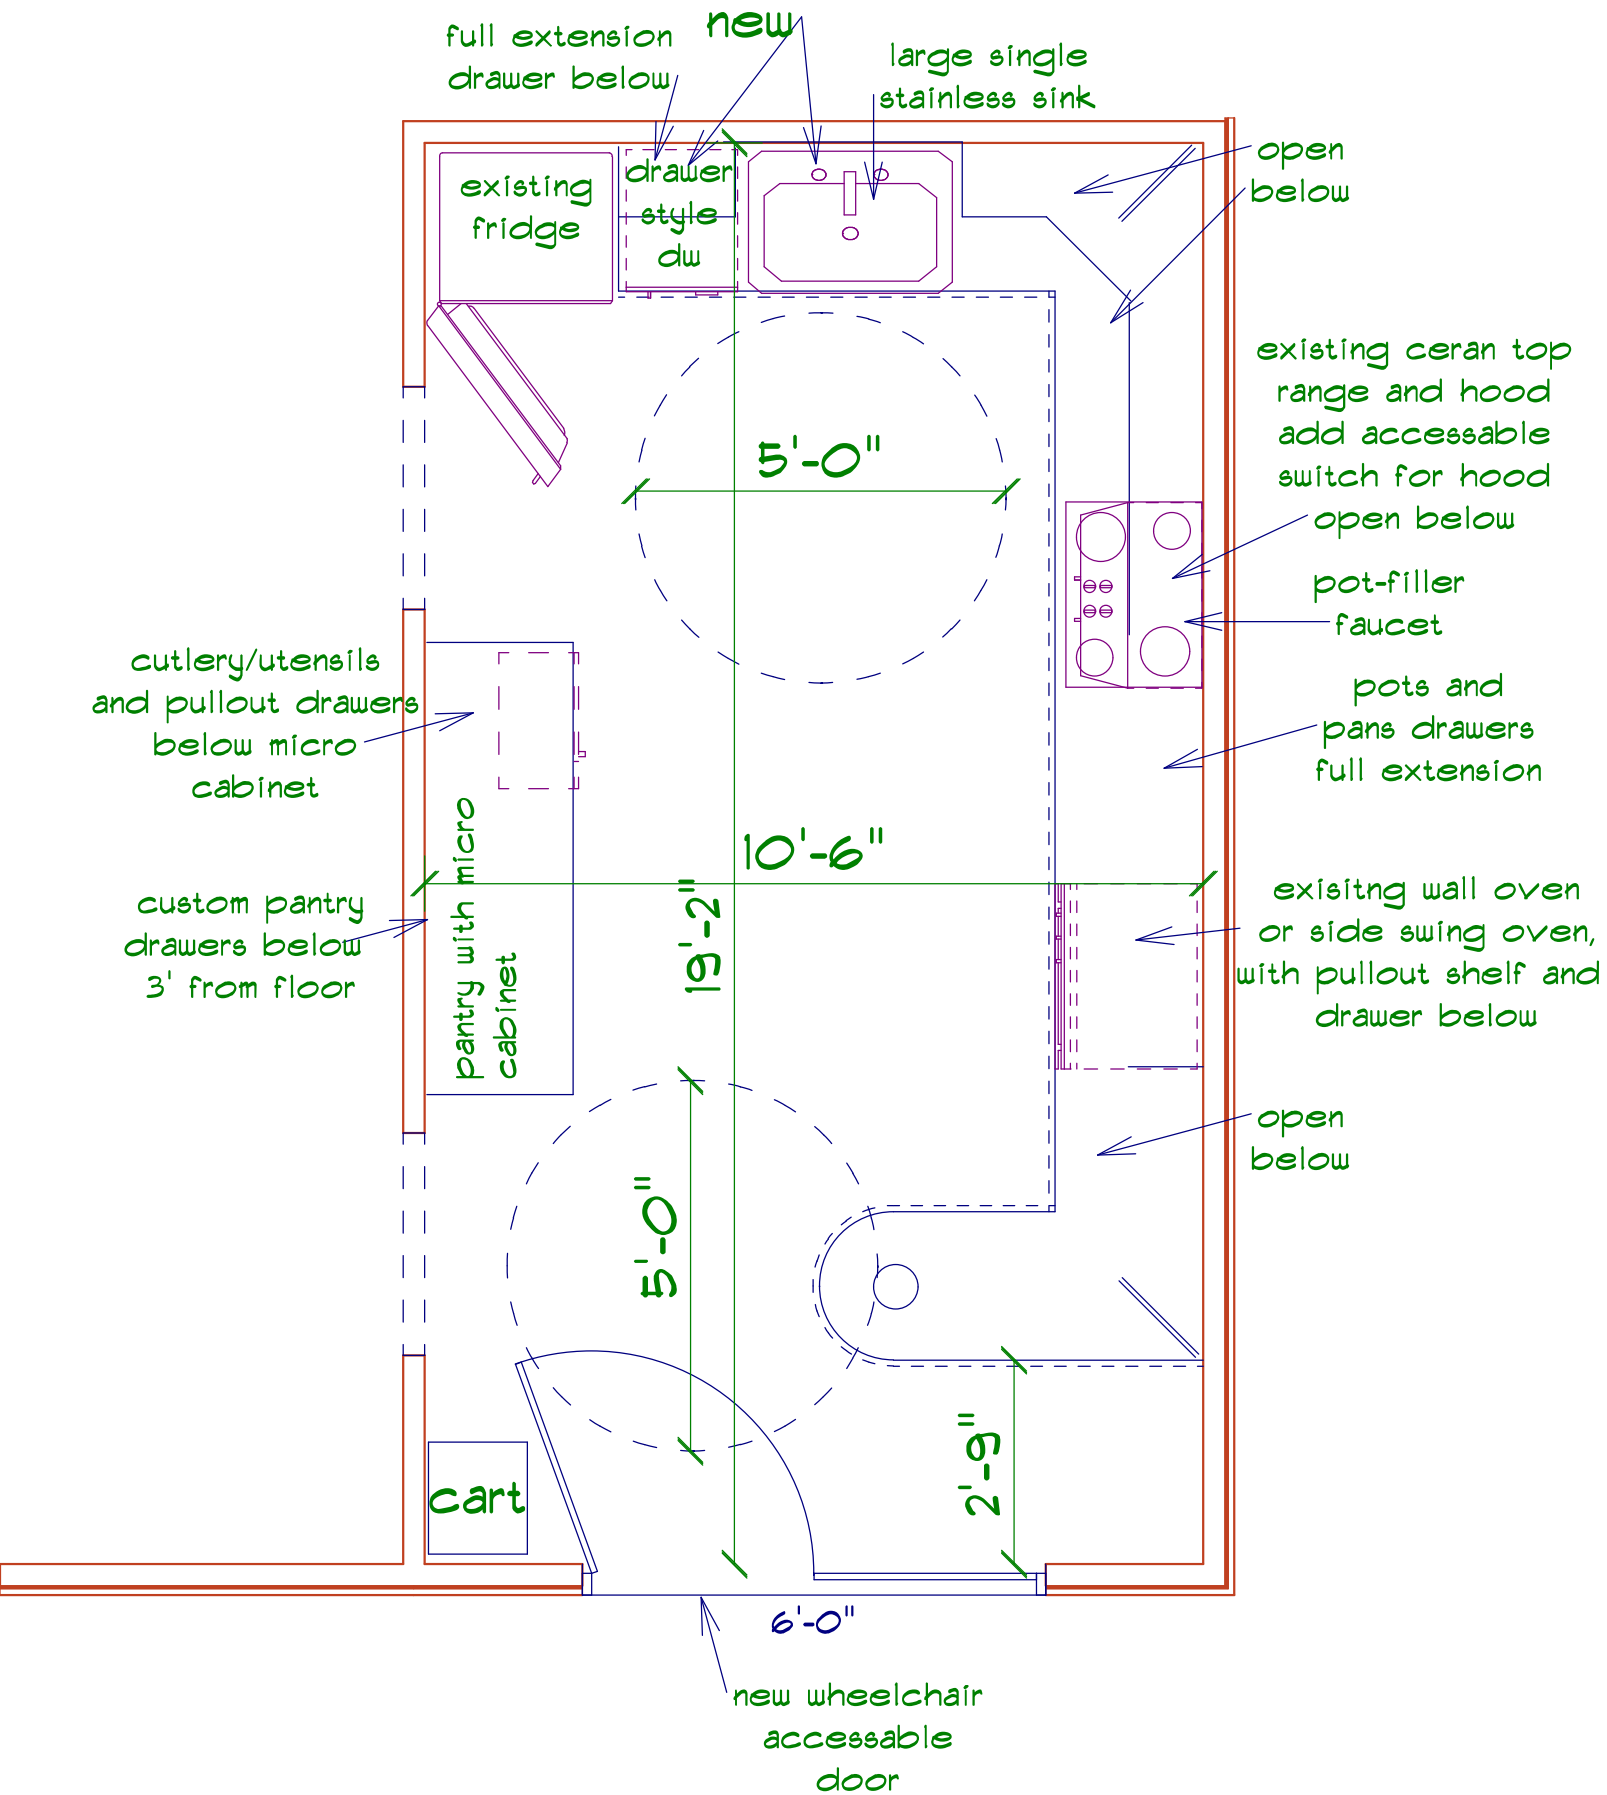 new
full extension
drawer below
large single
stainless sink
existing
fridge
drawer
style
dw
open
below
existing ceran top
range and hood
add accessable
switch for hood
open below
5'-0"
pot-filler
faucet
cutlery/utensils
and pullout drawers
below micro
cabinet
pots and
pans drawers
full extension
10'-6"
19'-2"
pantry with micro
cabinet
custom pantry
drawers below
3' from floor
exisitng wall oven
or side swing oven,
with pullout shelf and
drawer below
open
below
5'-0"
2'-9"
cart
6'-0"
new wheelchair
accessable
door